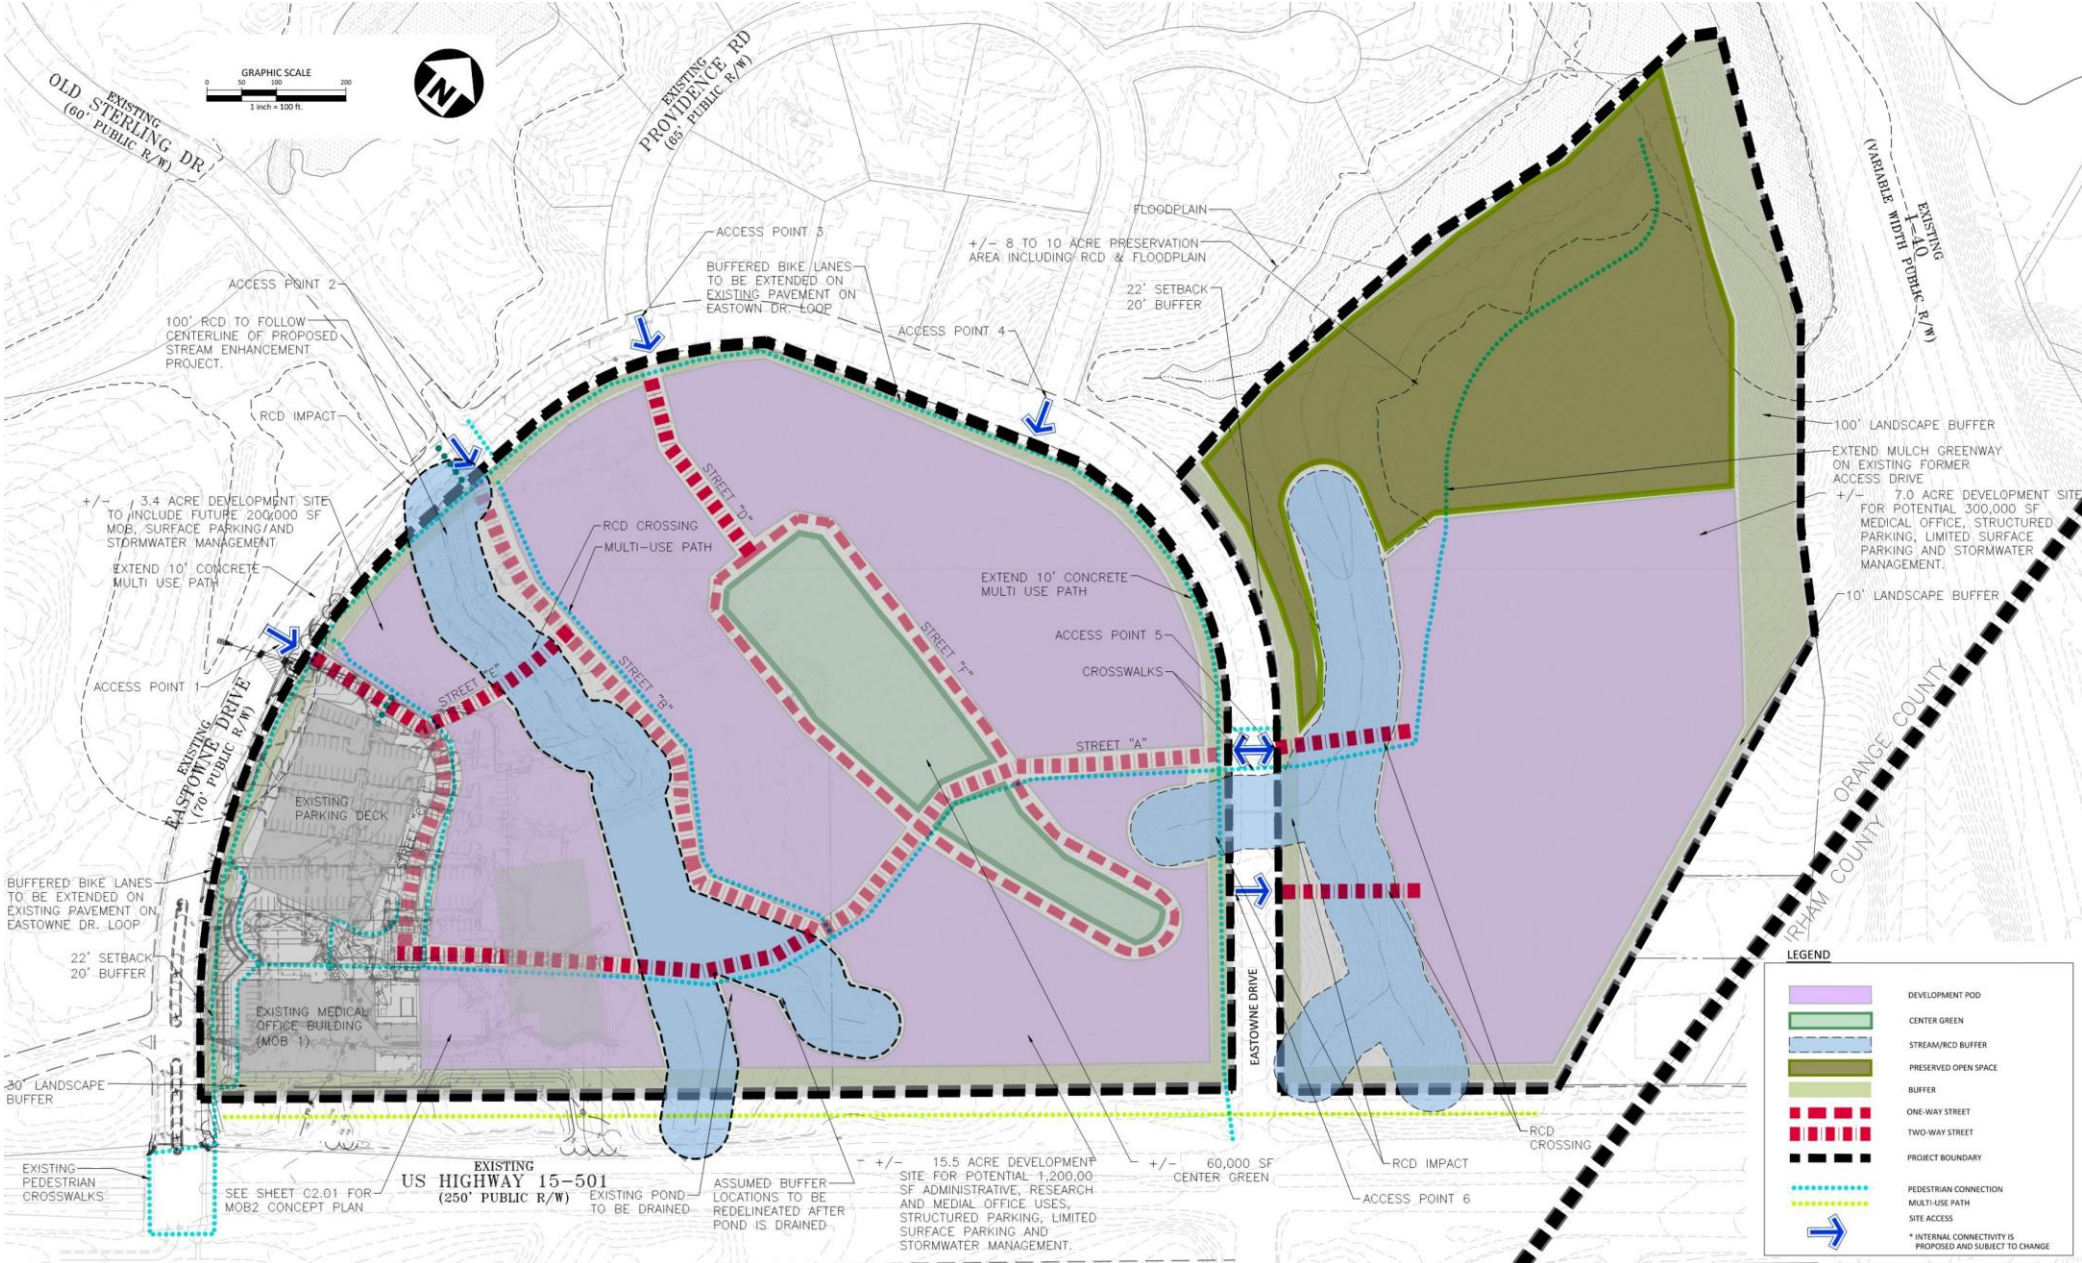 GRAPHIC SCALE
0 50 100 200
1 inch = 100 ft.
N
EXISTING
OLD STERLING DR
(60' PUBLIC R/W)
EXISTING
PROVIDENCE RD
(65' PUBLIC R/W)
EXISTING
I-40
(VARIABLE WIDTH PUBLIC R/W)
ACCESS POINT 3
BUFFERED BIKE LANES
TO BE EXTENDED ON
EXISTING PAVEMENT ON
EASTOWN DR. LOOP
ACCESS POINT 4
FLOODPLAIN
+/- 8 TO 10 ACRE PRESERVATION
AREA INCLUDING RCD & FLOODPLAIN
22' SETBACK
20' BUFFER
ACCESS POINT 2
100' RCD TO FOLLOW
CENTERLINE OF PROPOSED
STREAM ENHANCEMENT
PROJECT.
RCD IMPACT
+/- 3.4 ACRE DEVELOPMENT SITE
TO INCLUDE FUTURE 200,000 SF
MOB, SURFACE PARKING/AND
STORMWATER MANAGEMENT
EXTEND 10' CONCRETE
MULTI USE PATH
ACCESS POINT 1
EXISTING
EASTOWNE DRIVE
(70' PUBLIC R/W)
RCD CROSSING
MULTI-USE PATH
STREET "D"
STREET "E"
STREET "B"
STREET "F"
STREET "A"
STREET "C"
EXTEND 10' CONCRETE
MULTI USE PATH
ACCESS POINT 5
CROSSWALKS
100' LANDSCAPE BUFFER
EXTEND MULCH GREENWAY
ON EXISTING FORMER
ACCESS DRIVE
+/- 7.0 ACRE DEVELOPMENT SITE
FOR POTENTIAL 300,000 SF
MEDICAL OFFICE, STRUCTURED
PARKING, LIMITED SURFACE
PARKING AND STORMWATER
MANAGEMENT.
10' LANDSCAPE BUFFER
ORANGE COUNTY
RHAM COUNTY
EXISTING
PARKING DECK
EXISTING MEDICAL
OFFICE BUILDING
(MOB 1)
BUFFERED BIKE LANES
TO BE EXTENDED ON
EXISTING PAVEMENT ON
EASTOWNE DR. LOOP
22' SETBACK
20' BUFFER
30' LANDSCAPE
BUFFER
EXISTING
PEDESTRIAN
CROSSWALKS
SEE SHEET C2.01 FOR
MOB2 CONCEPT PLAN
EXISTING
US HIGHWAY 15-501
(250' PUBLIC R/W)
EXISTING POND
TO BE DRAINED
ASSUMED BUFFER
LOCATIONS TO BE
REDELINEATED AFTER
POND IS DRAINED
+/- 15.5 ACRE DEVELOPMENT
SITE FOR POTENTIAL 1,200,00
SF ADMINISTRATIVE, RESEARCH
AND MEDIAL OFFICE USES,
STRUCTURED PARKING, LIMITED
SURFACE PARKING AND
STORMWATER MANAGEMENT.
+/- 60,000 SF
CENTER GREEN
EASTOWNE DRIVE
RCD IMPACT
ACCESS POINT 6
RCD
CROSSING
LEGEND
DEVELOPMENT POD
CENTER GREEN
STREAM/RCD BUFFER
PRESERVED OPEN SPACE
BUFFER
ONE-WAY STREET
TWO-WAY STREET
PROJECT BOUNDARY
PEDESTRIAN CONNECTION
MULTI-USE PATH
SITE ACCESS
* INTERNAL CONNECTIVITY IS
PROPOSED AND SUBJECT TO CHANGE